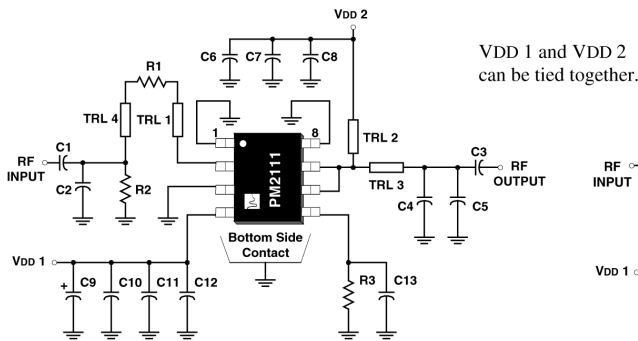 VDD 2
VDD 1 and VDD 2
can be tied together.
C6 C7 C8
R1
TRL 4 TRL 1
1 8
TRL 2
C1 C3
RF
INPUT
C2 R2
PM2111
TRL 3
RF
OUTPUT
C4 C5
RF
INPUT
Bottom Side
Contact
VDD 1
+ C9 C10 C11 C12
R3 C13
VDD 1